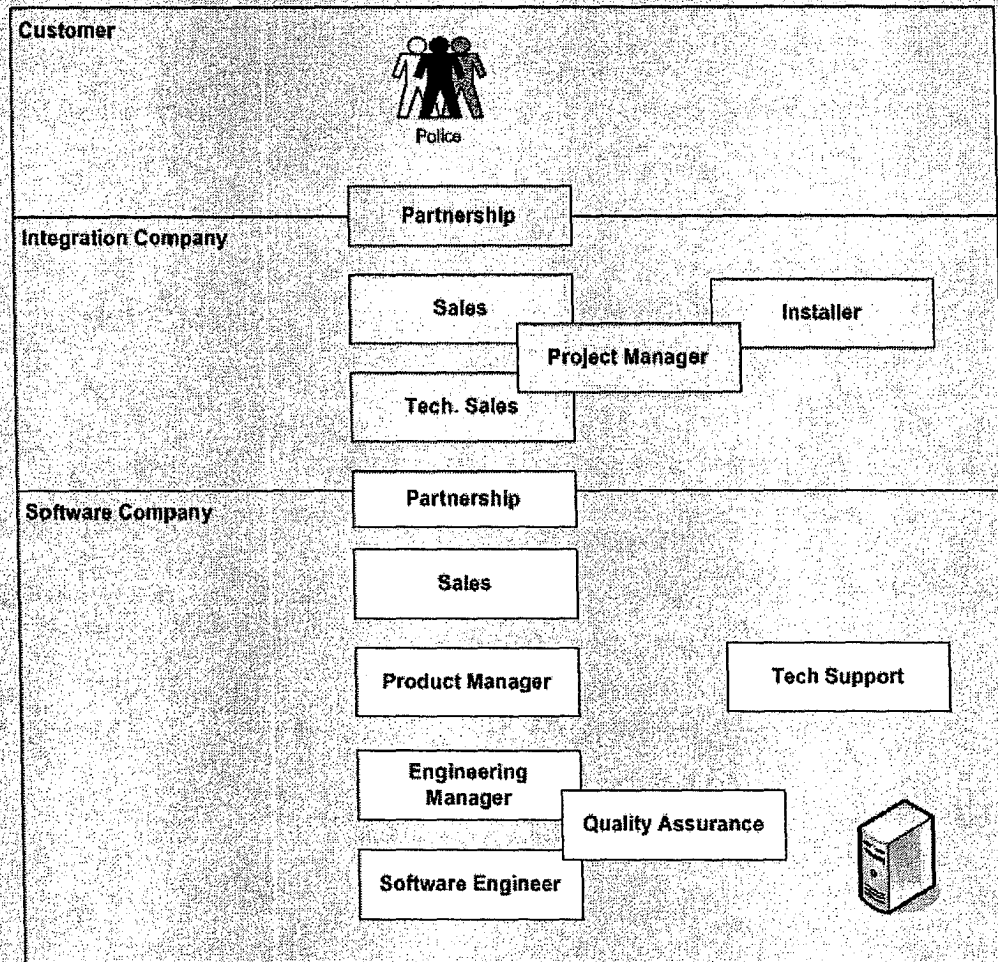 Customer
Police
Partnership
Integration Company
Sales
Installer
Project Manager
Tech. Sales
Partnership
Software Company
Sales
Product Manager
Tech Support
Engineering
Manager
Quality Assurance
Software Engineer